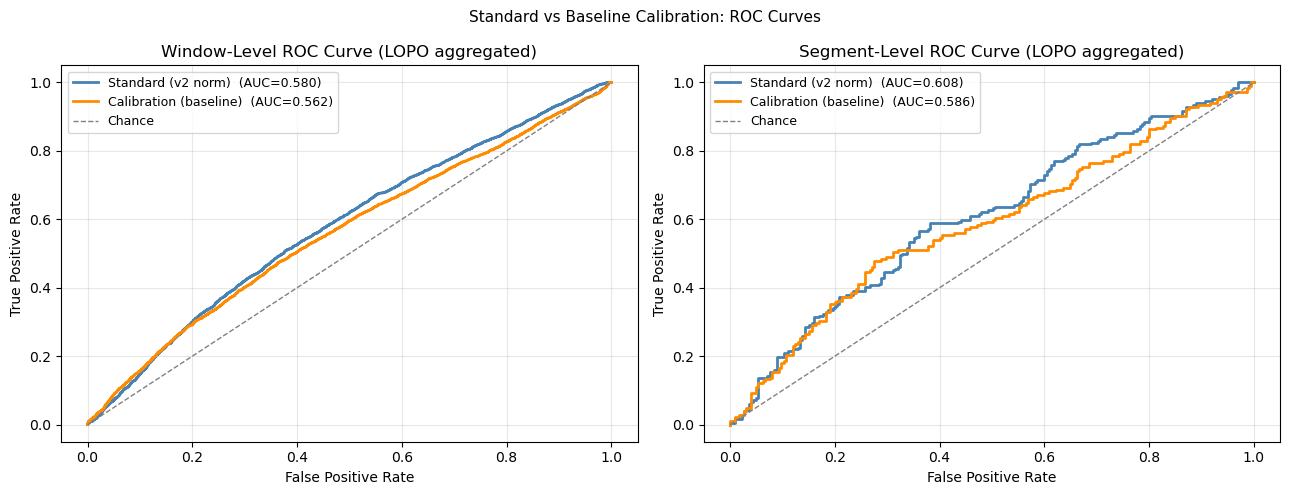 Standard vs Baseline Calibration: ROC Curves
Window-Level ROC Curve (LOPO aggregated)
Standard (v2 norm)  (AUC=0.580)
Calibration (baseline)  (AUC=0.562)
Chance
True Positive Rate
1.0
0.8
0.6
0.4
0.2
0.0
0.0 0.2 0.4 0.6 0.8 1.0
False Positive Rate
Segment-Level ROC Curve (LOPO aggregated)
Standard (v2 norm)  (AUC=0.608)
Calibration (baseline)  (AUC=0.586)
Chance
True Positive Rate
1.0
0.8
0.6
0.4
0.2
0.0
0.0 0.2 0.4 0.6 0.8 1.0
False Positive Rate